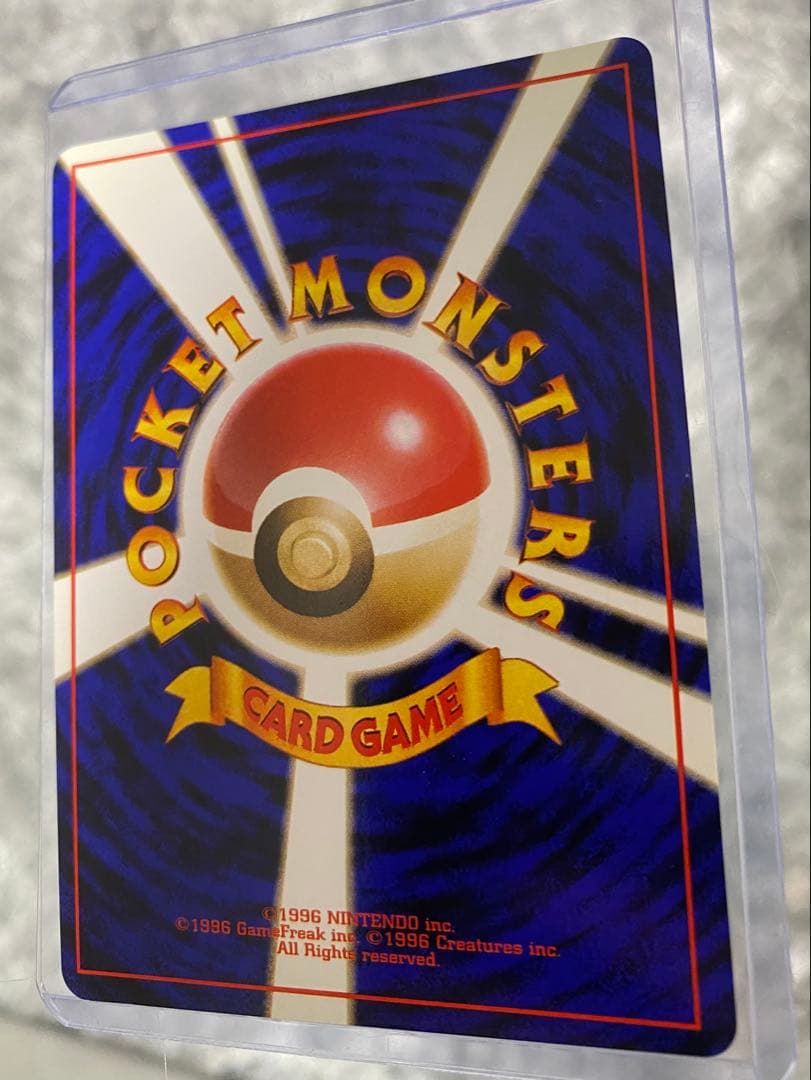 POCKET MONSTERS
CARD GAME
©1996 NINTENDO inc.
©1996 GameFreak inc. ©1996 Creatures inc.
All Rights reserved.